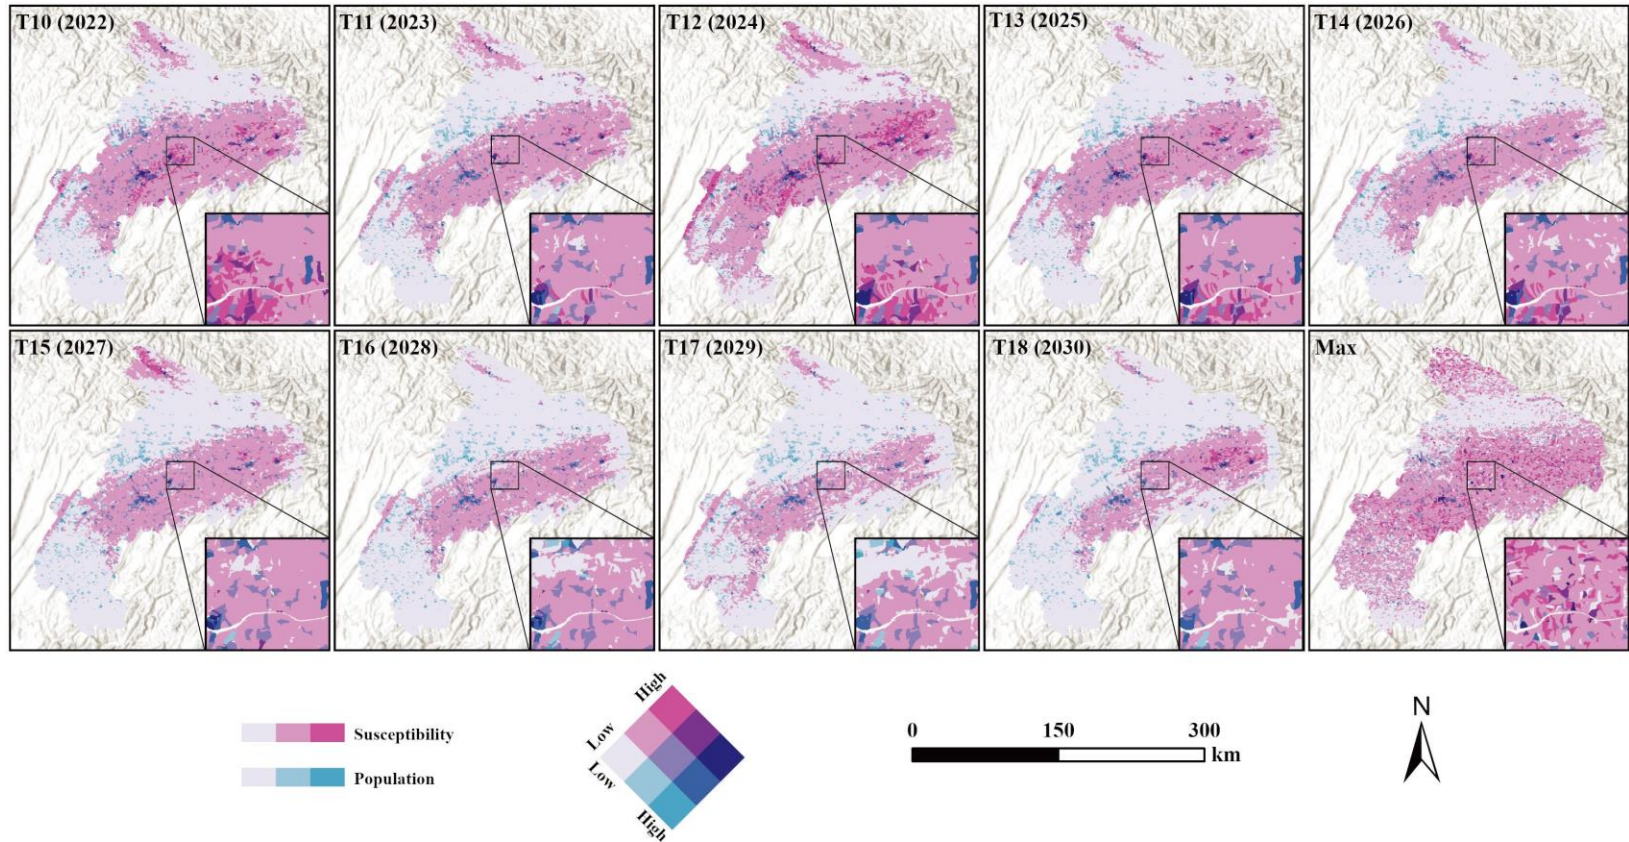 T10 (2022)
T11 (2023)
T12 (2024)
T13 (2025)
T14 (2026)
T15 (2027)
T16 (2028)
T17 (2029)
T18 (2030)
Max
Susceptibility
Population
High
Low
Low
High
0 150 300
km
N